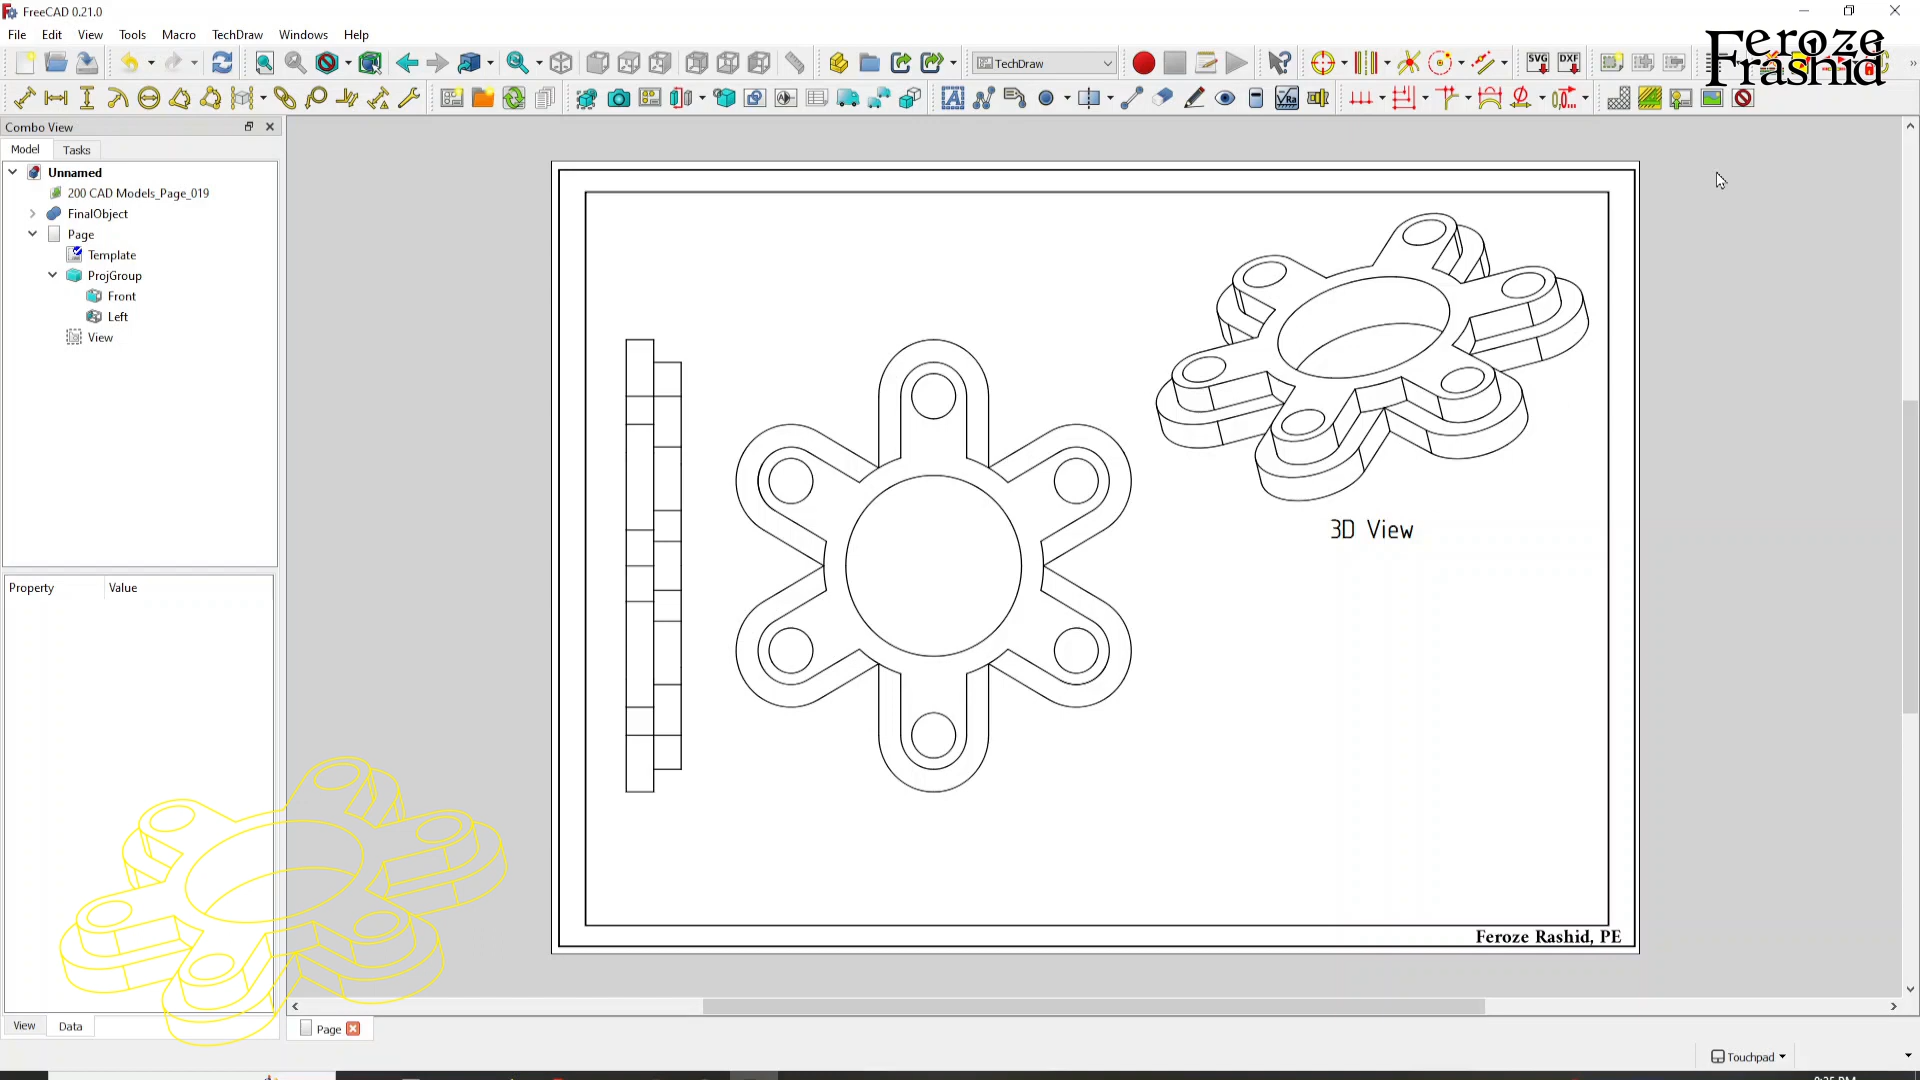 FreeCAD 0.21.0
File Edit View Tools Macro TechDraw Windows Help
Feroze
Frashid
TechDraw
SVG DXF
Combo View
Model Tasks
Unnamed
200 CAD Models_Page_019
FinalObject
Page
Template
ProjGroup
Front
Left
View
Property Value
3D View
Feroze Rashid, PE
View Data
Page
Touchpad